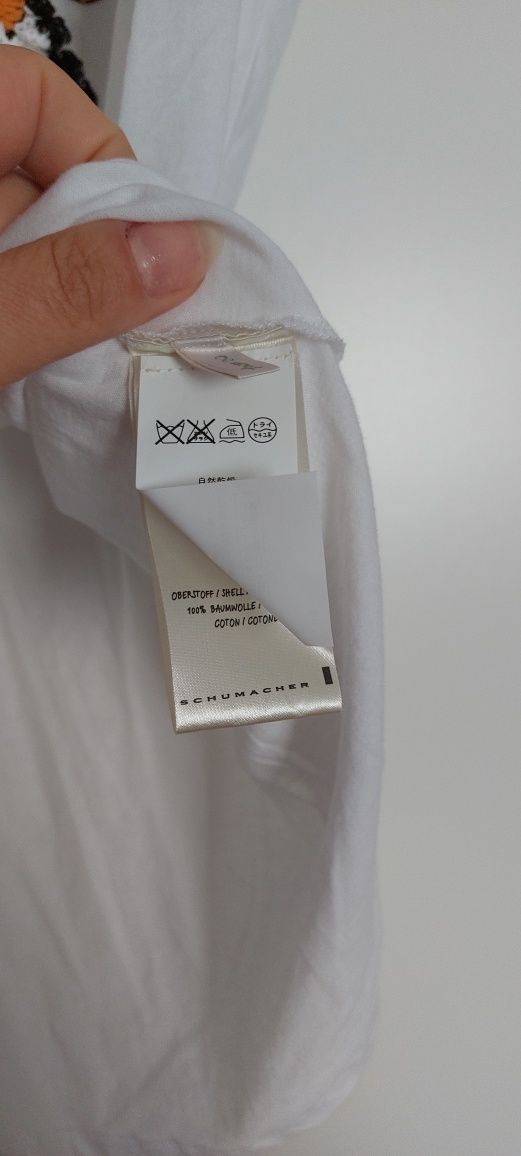 低
ドライ
セキユ系
自然乾燥
OBERSTOFF / SHELL
100% BAUMWOLLE /
COTON / COTONE
SCHUMACHER